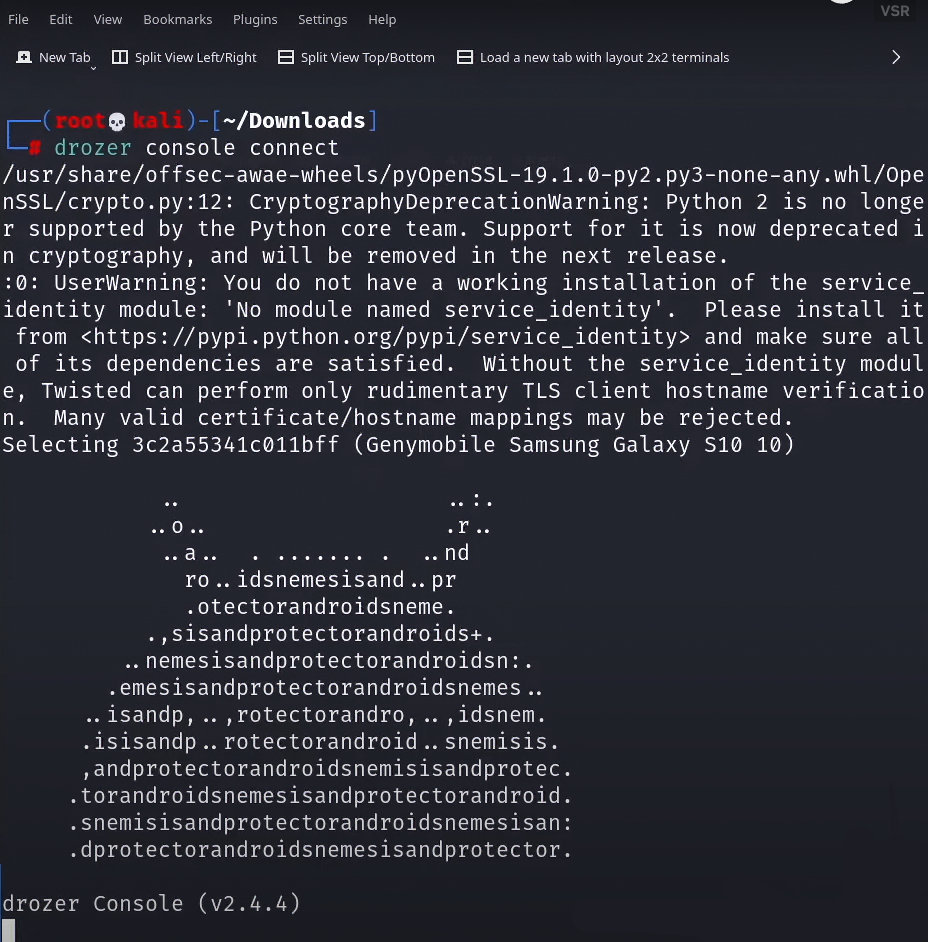 VSR
File Edit View Bookmarks Plugins Settings Help
New Tab Split View Left/Right Split View Top/Bottom Load a new tab with layout 2x2 terminals
┌──(root💀kali)-[~/Downloads]
└─# drozer console connect
/usr/share/offsec-awae-wheels/pyOpenSSL-19.1.0-py2.py3-none-any.whl/Ope
nSSL/crypto.py:12: CryptographyDeprecationWarning: Python 2 is no longe
r supported by the Python core team. Support for it is now deprecated i
n cryptography, and will be removed in the next release.
:0: UserWarning: You do not have a working installation of the service_
identity module: 'No module named service_identity'.  Please install it
 from <https://pypi.python.org/pypi/service_identity> and make sure all
 of its dependencies are satisfied.  Without the service_identity modul
e, Twisted can perform only rudimentary TLS client hostname verificatio
n.  Many valid certificate/hostname mappings may be rejected.
Selecting 3c2a55341c011bff (Genymobile Samsung Galaxy S10 10)
            ..                     ..:.
           ..o..                   .r..
            ..a..  . ....... .  ..nd
              ro..idsnemesisand..pr
              .otectorandroidsneme.
           .,sisandprotectorandroids+.
         ..nemesisandprotectorandroidsn:.
        .emesisandprotectorandroidsnemes..
      ..isandp,..,rotectorandro,..,idsnem.
      .isisandp..rotectorandroid..snemisis.
      ,andprotectorandroidsnemisisandprotec.
     .torandroidsnemesisandprotectorandroid.
     .snemisisandprotectorandroidsnemesisan:
     .dprotectorandroidsnemesisandprotector.
drozer Console (v2.4.4)